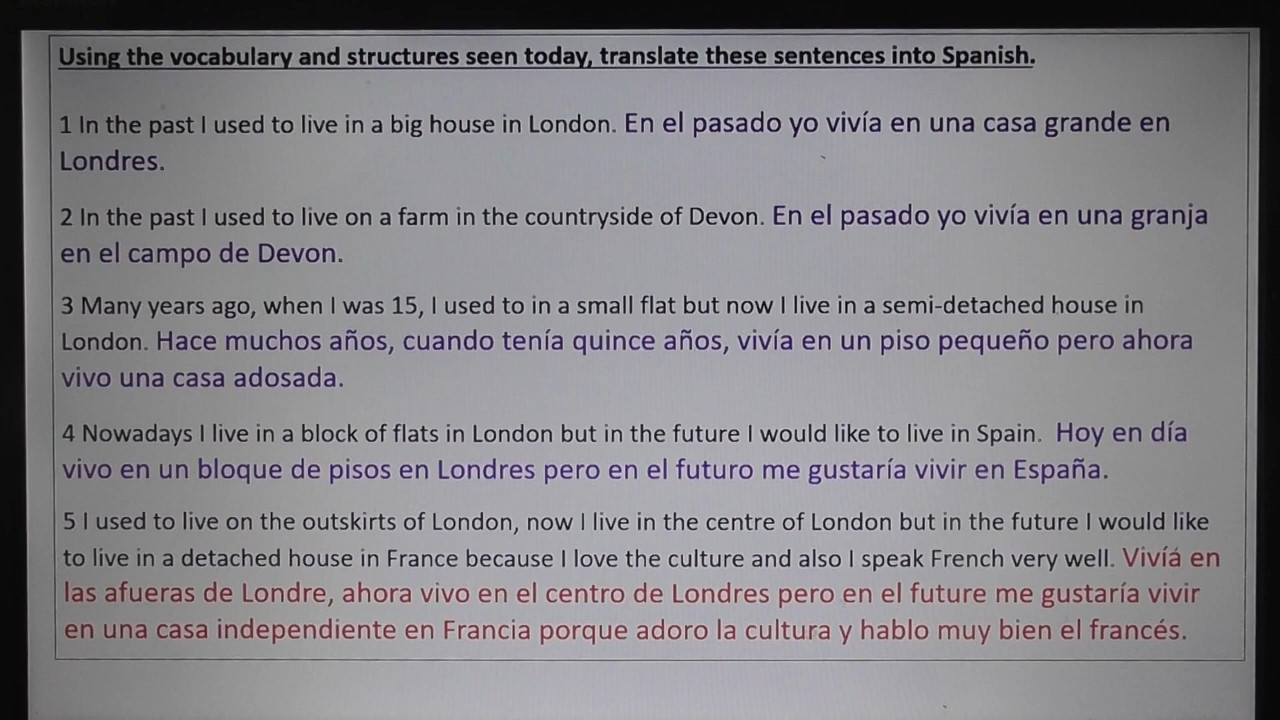 Using the vocabulary and structures seen today, translate these sentences into Spanish.
1 In the past I used to live in a big house in London. En el pasado yo vivía en una casa grande en
Londres.
2 In the past I used to live on a farm in the countryside of Devon. En el pasado yo vivía en una granja
en el campo de Devon.
3 Many years ago, when I was 15, I used to in a small flat but now I live in a semi-detached house in
London. Hace muchos años, cuando tenía quince años, vivía en un piso pequeño pero ahora
vivo una casa adosada.
4 Nowadays I live in a block of flats in London but in the future I would like to live in Spain. Hoy en día
vivo en un bloque de pisos en Londres pero en el futuro me gustaría vivir en España.
5 I used to live on the outskirts of London, now I live in the centre of London but in the future I would like
to live in a detached house in France because I love the culture and also I speak French very well. Vivíá en
las afueras de Londre, ahora vivo en el centro de Londres pero en el future me gustaría vivir
en una casa independiente en Francia porque adoro la cultura y hablo muy bien el francés.